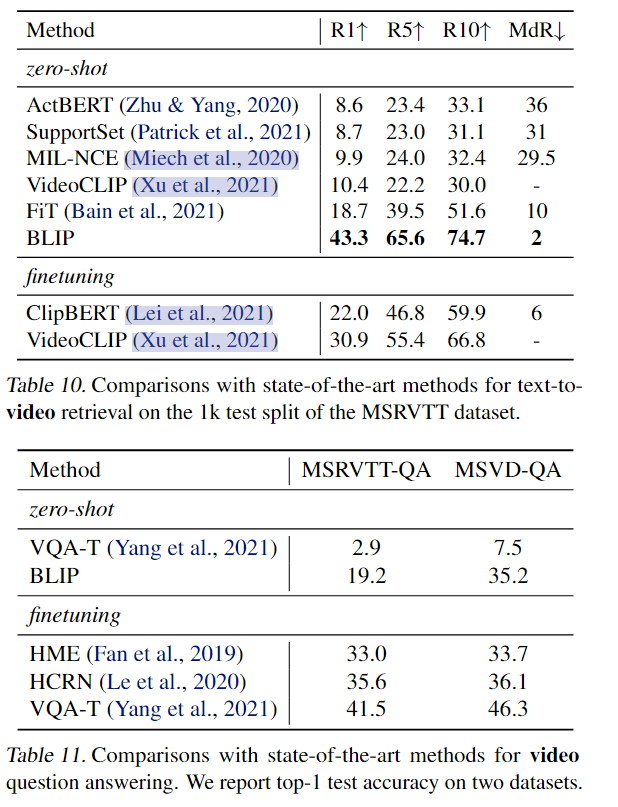 Method R1↑ R5↑ R10↑ MdR↓
zero-shot
ActBERT (Zhu & Yang, 2020) 8.6 23.4 33.1 36
SupportSet (Patrick et al., 2021) 8.7 23.0 31.1 31
MIL-NCE (Miech et al., 2020) 9.9 24.0 32.4 29.5
VideoCLIP (Xu et al., 2021) 10.4 22.2 30.0 -
FiT (Bain et al., 2021) 18.7 39.5 51.6 10
BLIP 43.3 65.6 74.7 2
finetuning
ClipBERT (Lei et al., 2021) 22.0 46.8 59.9 6
VideoCLIP (Xu et al., 2021) 30.9 55.4 66.8 -
Table 10. Comparisons with state-of-the-art methods for text-to-
video retrieval on the 1k test split of the MSRVTT dataset.
Method MSRVTT-QA MSVD-QA
zero-shot
VQA-T (Yang et al., 2021) 2.9 7.5
BLIP 19.2 35.2
finetuning
HME (Fan et al., 2019) 33.0 33.7
HCRN (Le et al., 2020) 35.6 36.1
VQA-T (Yang et al., 2021) 41.5 46.3
Table 11. Comparisons with state-of-the-art methods for video
question answering. We report top-1 test accuracy on two datasets.